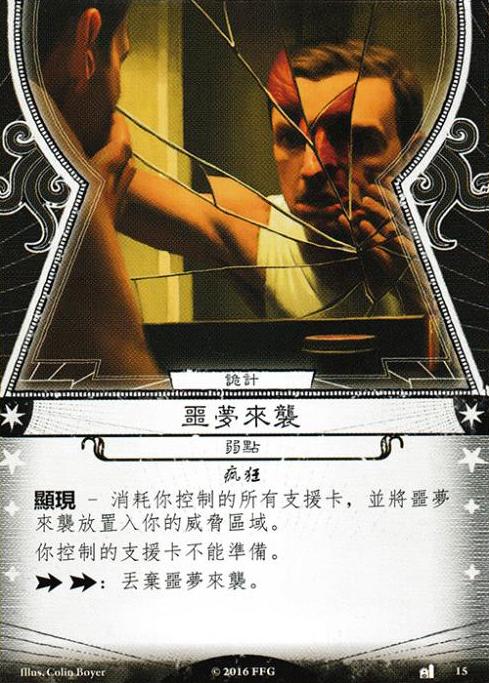 詭計
噩夢來襲
弱點
瘋狂
顯現 – 消耗你控制的所有支援卡，並將噩夢
來襲放置入你的威脅區域。
你控制的支援卡不能準備。
：丟棄噩夢來襲。
Illus. Colin Boyer
© 2016 FFG
15